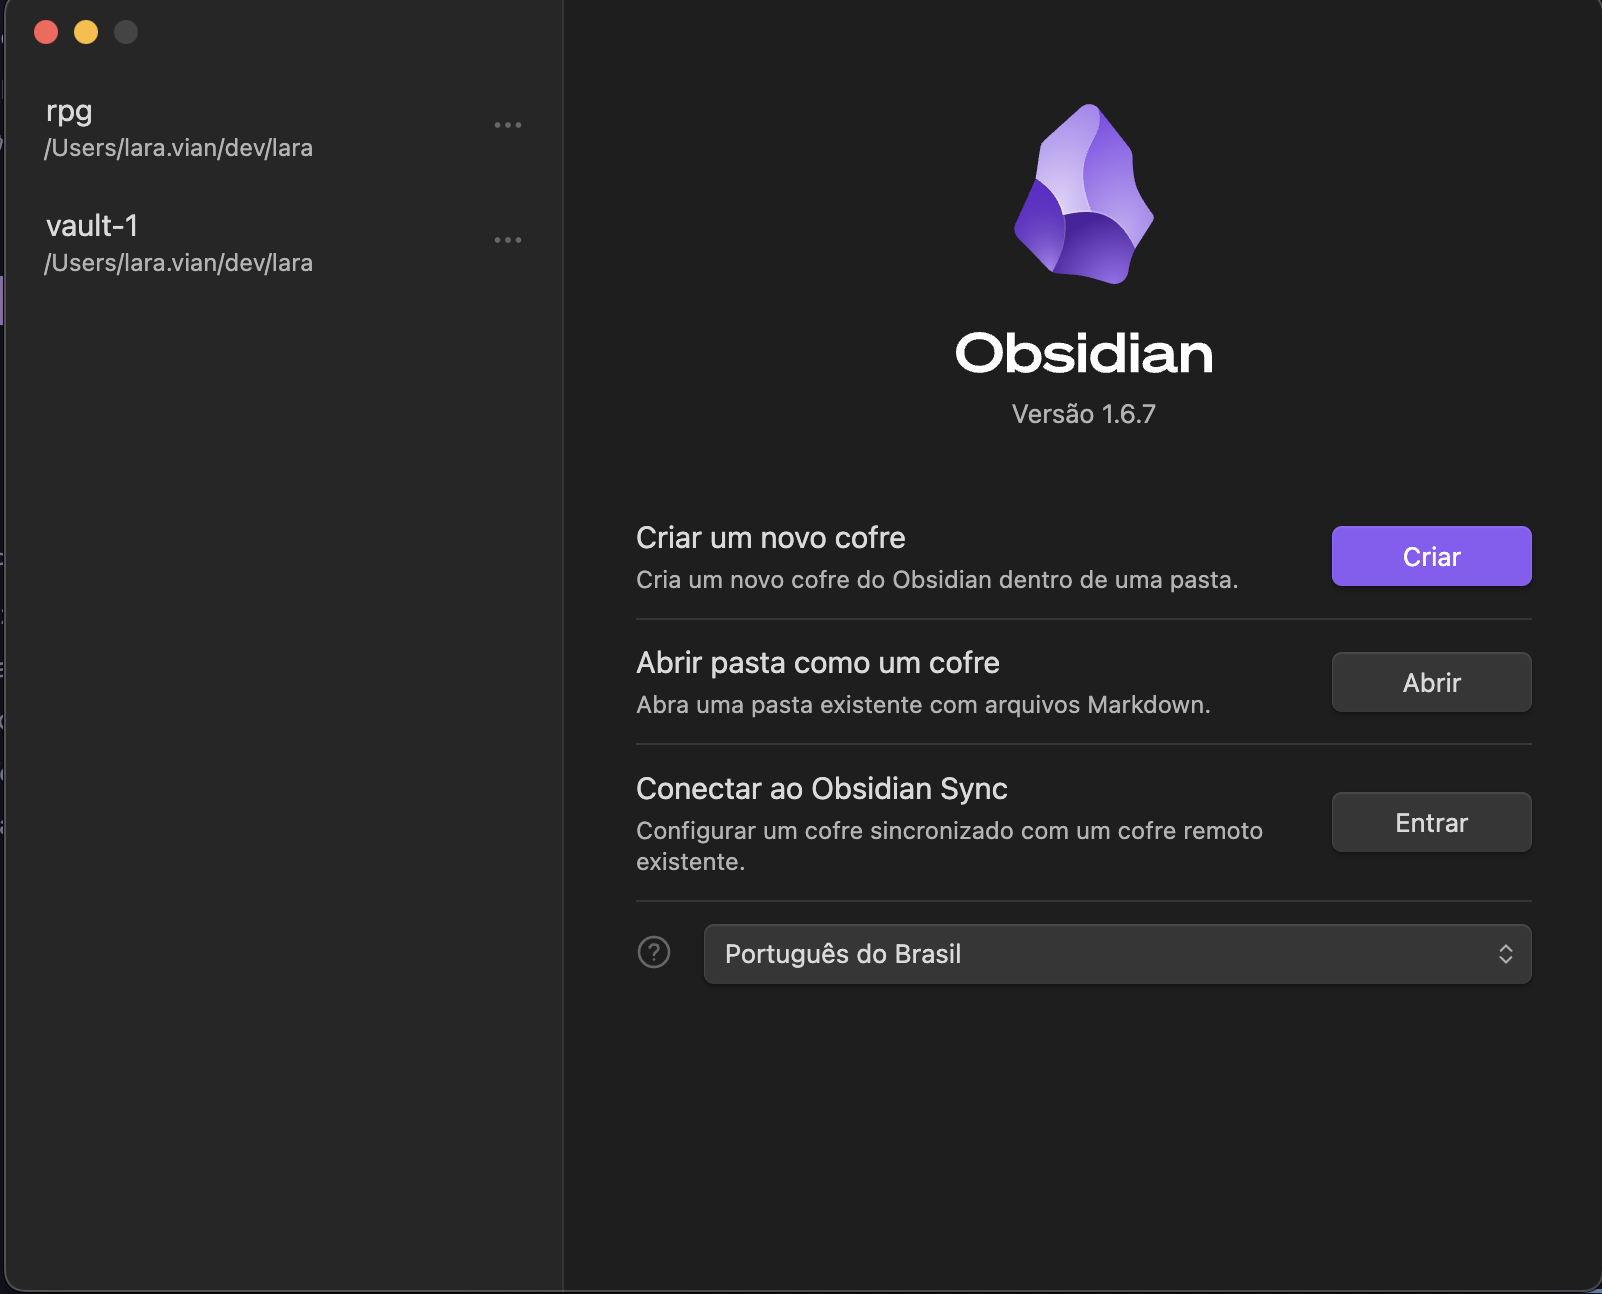 rpg
/Users/lara.vian/dev/lara
vault-1
/Users/lara.vian/dev/lara
Obsidian
Versão 1.6.7
Criar um novo cofre
Cria um novo cofre do Obsidian dentro de uma pasta.
Criar
Abrir pasta como um cofre
Abra uma pasta existente com arquivos Markdown.
Abrir
Conectar ao Obsidian Sync
Configurar um cofre sincronizado com um cofre remoto
existente.
Entrar
?
Português do Brasil